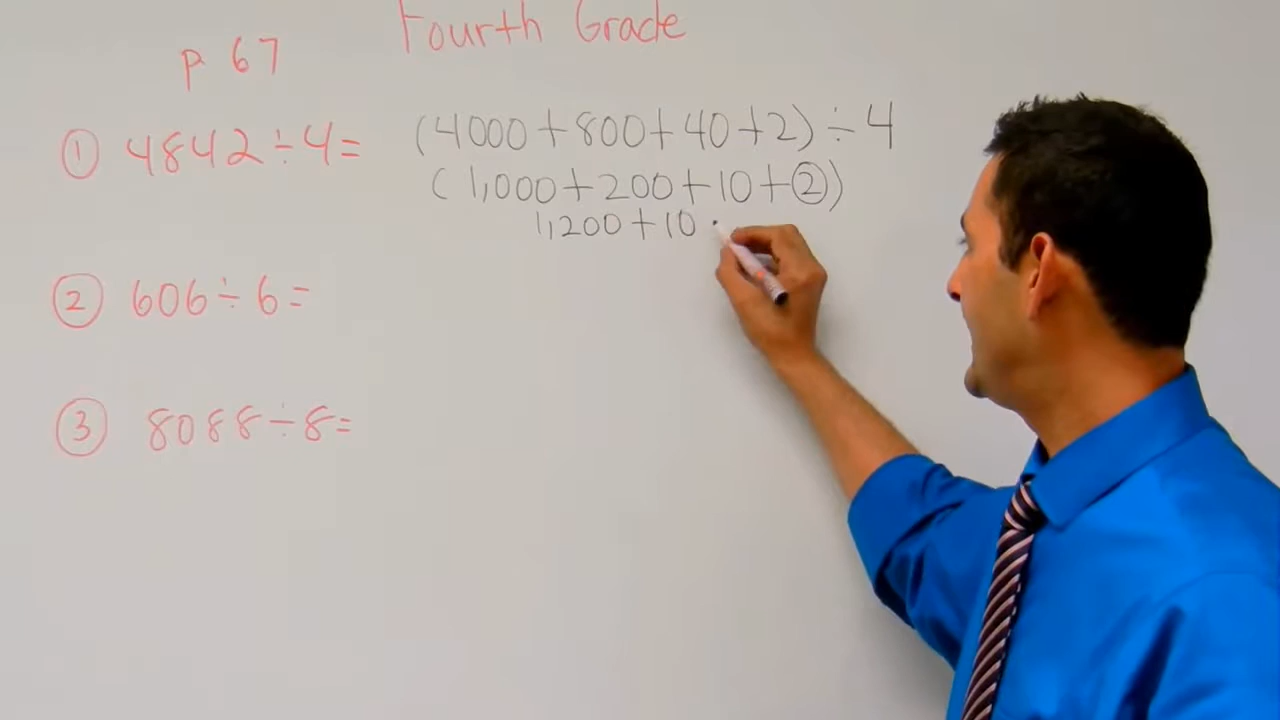 Fourth Grade
p 67
① 4842÷4= (4000+800+40+2)÷4
(1,000+200+10+②)
1,200+10
② 606÷6=
③ 8088÷8=